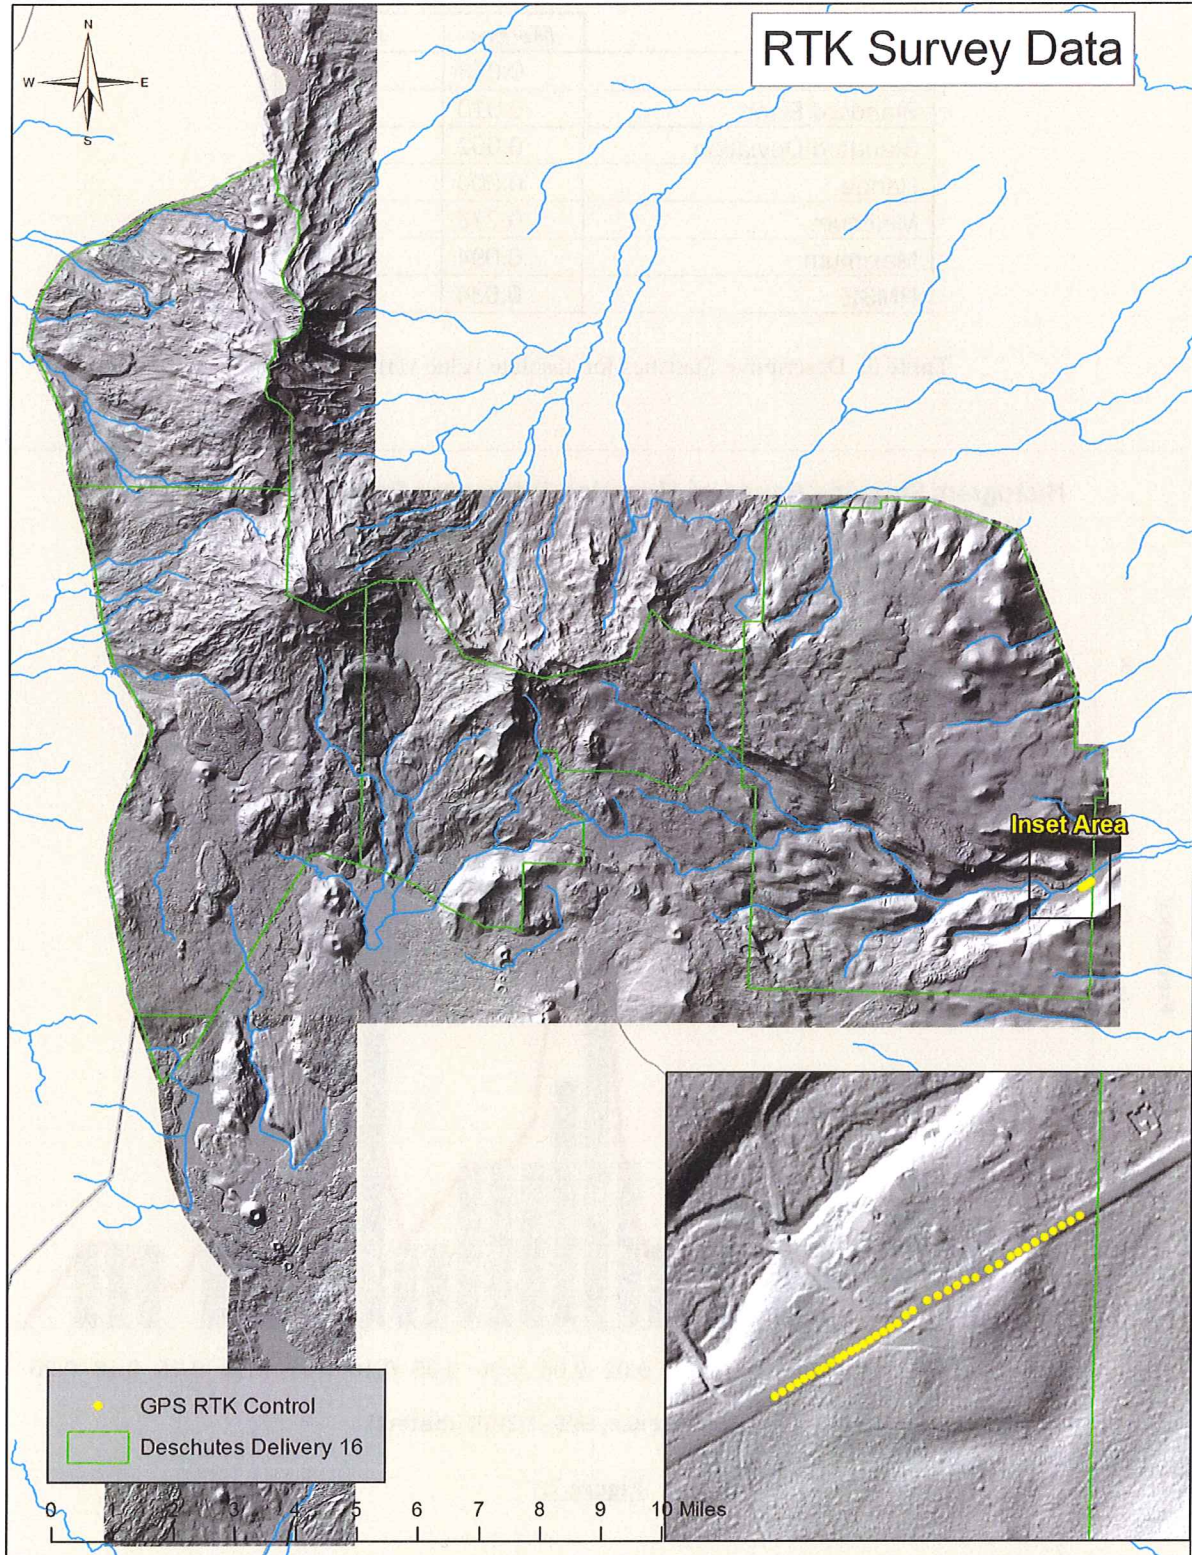 N
W E
S
RTK Survey Data
Inset Area
GPS RTK Control
Deschutes Delivery 16
0 1 2 3 4 5 6 7 8 9 10 Miles